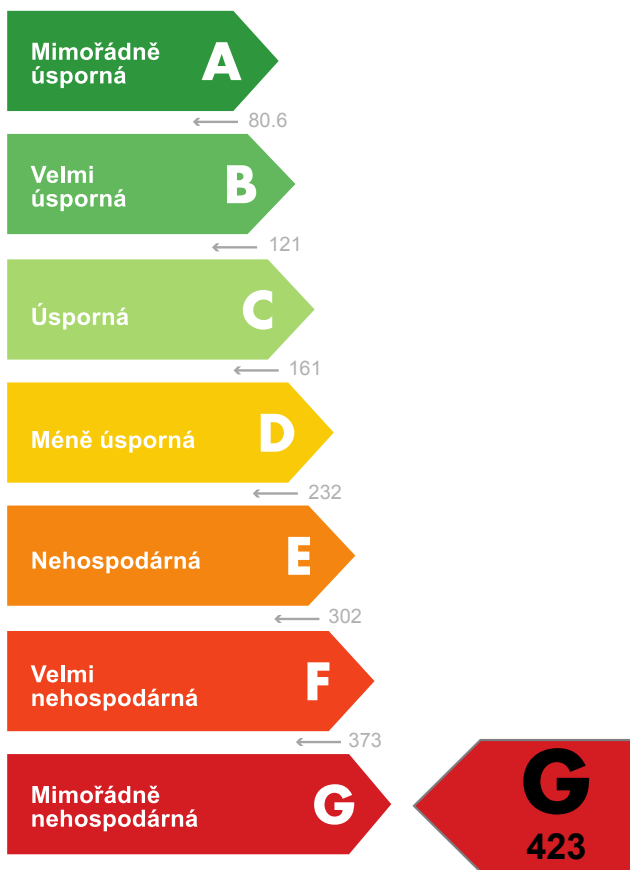 Mimořádně
úsporná
A
80.6
Velmi
úsporná
B
121
Úsporná
C
161
Méně úsporná
D
232
Nehospodárná
E
302
Velmi
nehospodárná
F
373
Mimořádně
nehospodárná
G
G
423